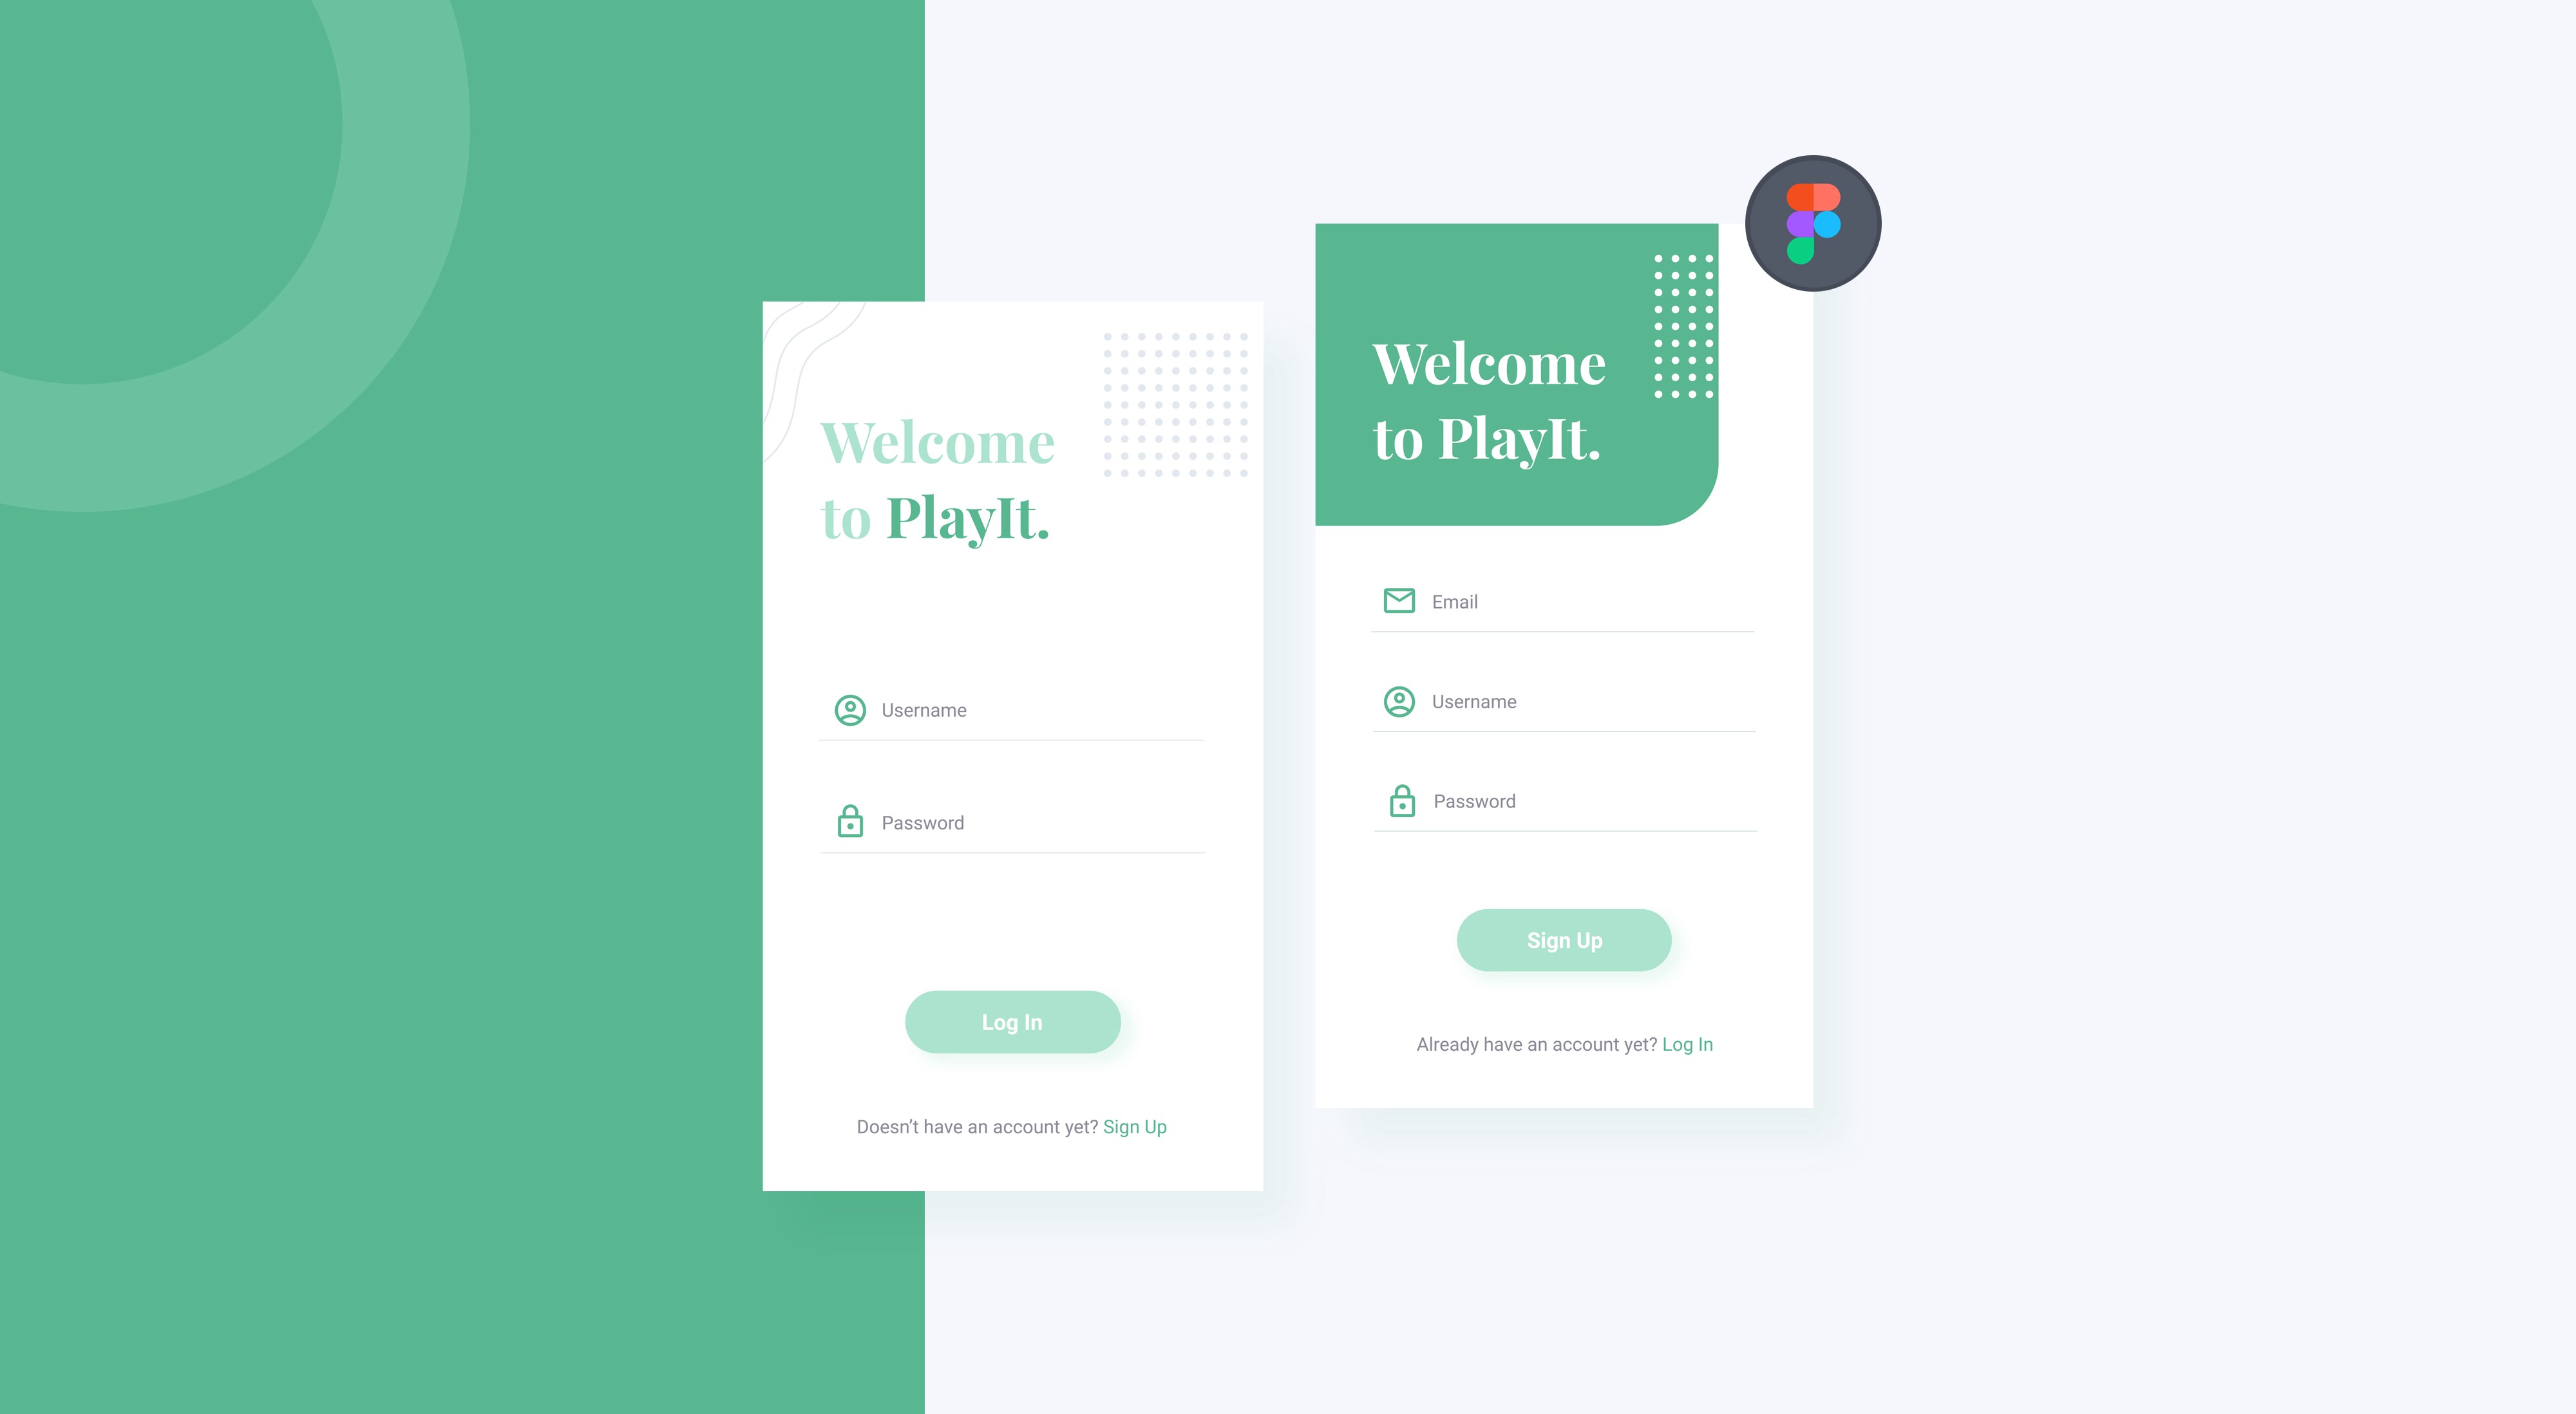 Welcome
to PlayIt.
Username
Password
Log In
Doesn't have an account yet? Sign Up
Welcome
to PlayIt.
Email
Username
Password
Sign Up
Already have an account yet? Log In